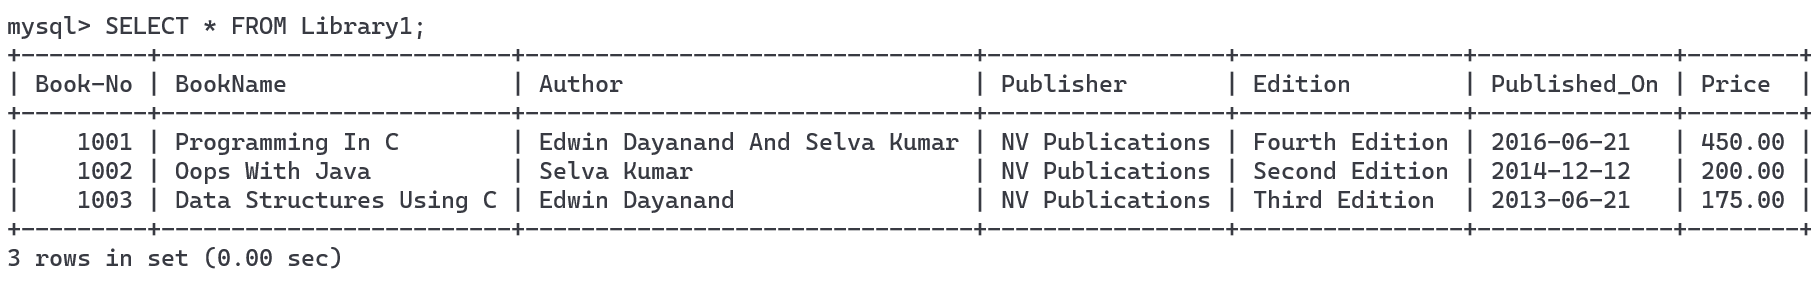 mysql> SELECT * FROM Library1;
+---------+-------------------------+--------------------------------+-----------------+----------------+--------------+--------+
| Book-No | BookName                | Author                         | Publisher       | Edition        | Published_On | Price  |
+---------+-------------------------+--------------------------------+-----------------+----------------+--------------+--------+
|    1001 | Programming In C        | Edwin Dayanand And Selva Kumar | NV Publications | Fourth Edition | 2016-06-21   | 450.00 |
|    1002 | Oops With Java          | Selva Kumar                    | NV Publications | Second Edition | 2014-12-12   | 200.00 |
|    1003 | Data Structures Using C | Edwin Dayanand                 | NV Publications | Third Edition  | 2013-06-21   | 175.00 |
+---------+-------------------------+--------------------------------+-----------------+----------------+--------------+--------+
3 rows in set (0.00 sec)